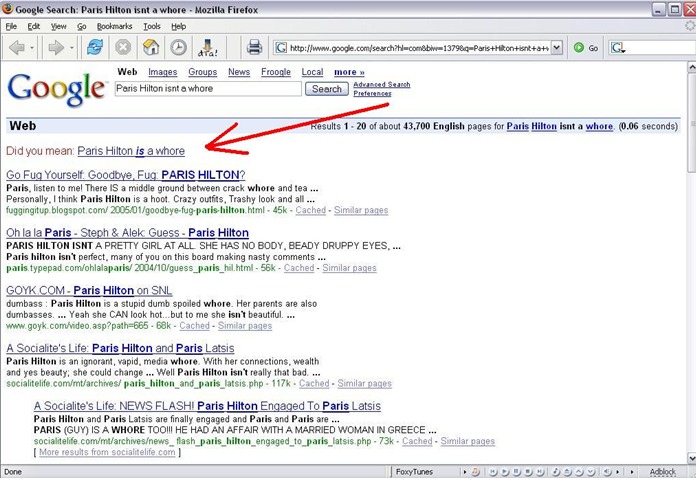 Google Search: Paris Hilton isnt a whore - Mozilla Firefox
File Edit View Go Bookmarks Tools Help
http://www.google.com/search?hl=com&biw=1379&q=Paris+Hilton+isnt+a+ Go
Web Images Groups News Froogle Local more »
Google Paris Hilton isnt a whore Search Advanced Search
Preferences
Web Results 1 - 20 of about 43,700 English pages for Paris Hilton isnt a whore. (0.06 seconds)
Did you mean: Paris Hilton is a whore
Go Fug Yourself: Goodbye, Fug: PARIS HILTON?
Paris, listen to me! There IS a middle ground between crack whore and tea ...
Personally, I think Paris Hilton is a hoot. Crazy outfits, Trashy look and all ...
fuggingitup.blogspot.com/ 2005/01/goodbye-fug-paris-hilton.html - 45k - Cached - Similar pages
Oh la la Paris - Steph & Alek: Guess - Paris Hilton
PARIS HILTON ISNT A PRETTY GIRL AT ALL. SHE HAS NO BODY, BEADY DRUPPY EYES, ...
Paris hilton isn't perfect, many of you on this board making nasty comments ...
paris.typepad.com/ohlalaparis/ 2004/10/guess_paris_hil.html - 56k - Cached - Similar pages
GOYK.COM - Paris Hilton on SNL
dumbass : Paris Hilton is a stupid dumb spoiled whore. Her parents are also
dumbasses. ... Yeah she CAN look hot...but to me she isn't beautiful. ...
www.goyk.com/video.asp?path=665 - 68k - Cached - Similar pages
A Socialite's Life: Paris Hilton and Paris Latsis
Paris Hilton is an ignorant, vapid, media whore. With her connections, wealth
and yes beauty; she could change ... Well Paris Hilton isn't really that bad. ...
socialitelife.com/mt/archives/ paris_hilton_and_paris_latsis.php - 117k - Cached - Similar pages
A Socialite's Life: NEWS FLASH! Paris Hilton Engaged To Paris Latsis
Paris Hilton and Paris Latsis are finally engaged and Paris and Paris are ...
PARIS (GUY) IS A WHORE TOO!!! HE HAD AN AFFAIR WITH A MARRIED WOMAN IN GREECE ...
socialitelife.com/mt/archives/news_ flash_paris_hilton_engaged_to_paris_latsis.php - 73k - Cached - Similar pages
[ More results from socialitelife.com ]
Done FoxyTunes Adblock